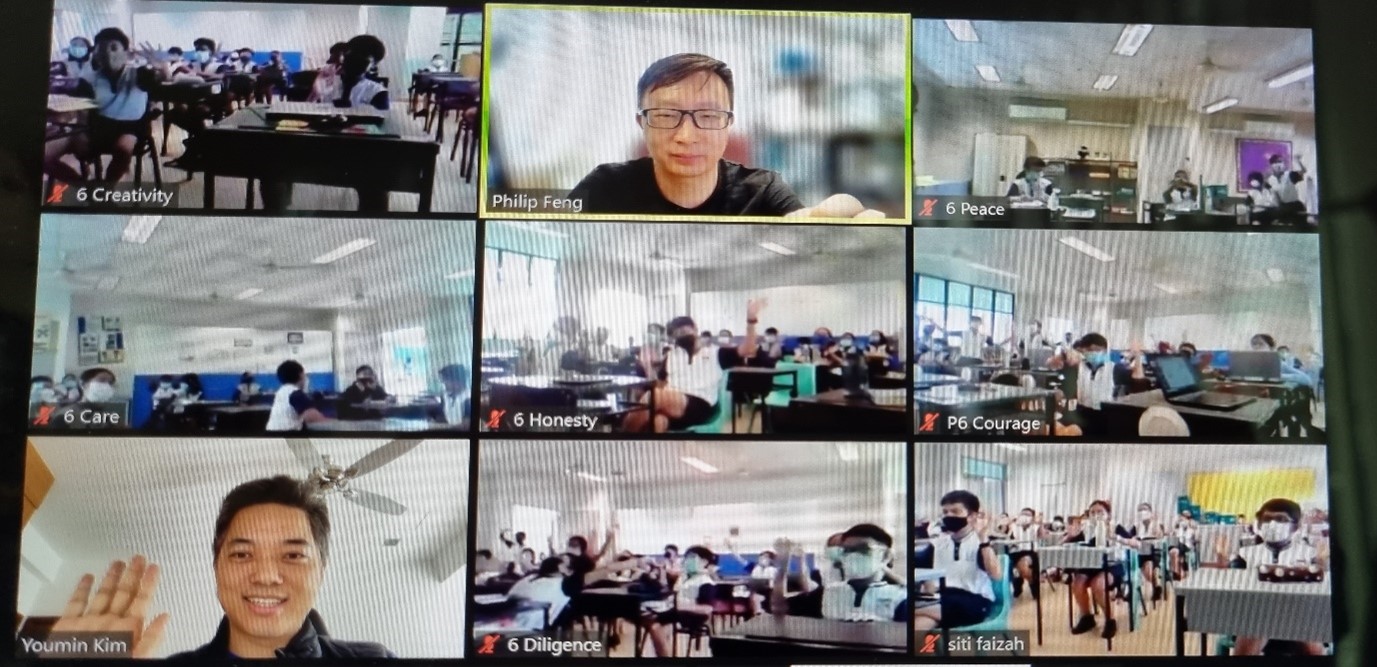 6 Creativity
Philip Feng
6 Peace
6 Care
6 Honesty
P6 Courage
Youmin Kim
6 Diligence
siti faizah